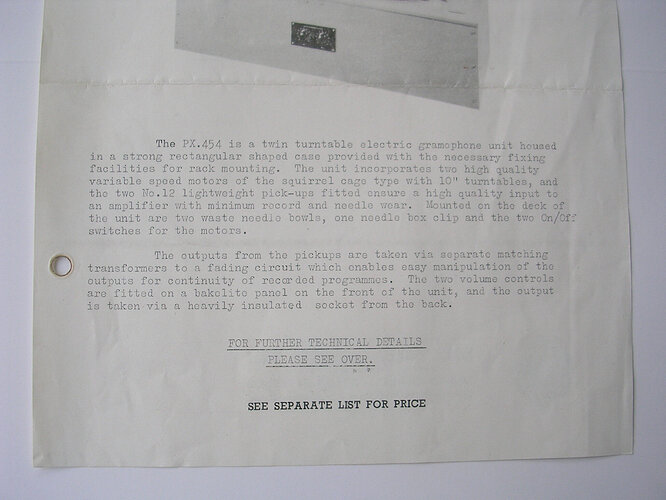 The PX.454 is a twin turntable electric gramophone unit housed
in a strong rectangular shaped case provided with the necessary fixing
facilities for rack mounting. The unit incorporates two high quality
variable speed motors of the squirrel cage type with 10" turntables, and
the two No.12 lightweight pick-ups fitted ensure a high quality input to
an amplifier with minimum record and needle wear. Mounted on the deck of
the unit are two waste needle bowls, one needle box clip and the two On/Off
switches for the motors.
The outputs from the pickups are taken via separate matching
transformers to a fading circuit which enables easy manipulation of the
outputs for continuity of recorded programmes. The two volume controls
are fitted on a bakelite panel on the front of the unit, and the output
is taken via a heavily insulated socket from the back.
FOR FURTHER TECHNICAL DETAILS
PLEASE SEE OVER.
SEE SEPARATE LIST FOR PRICE